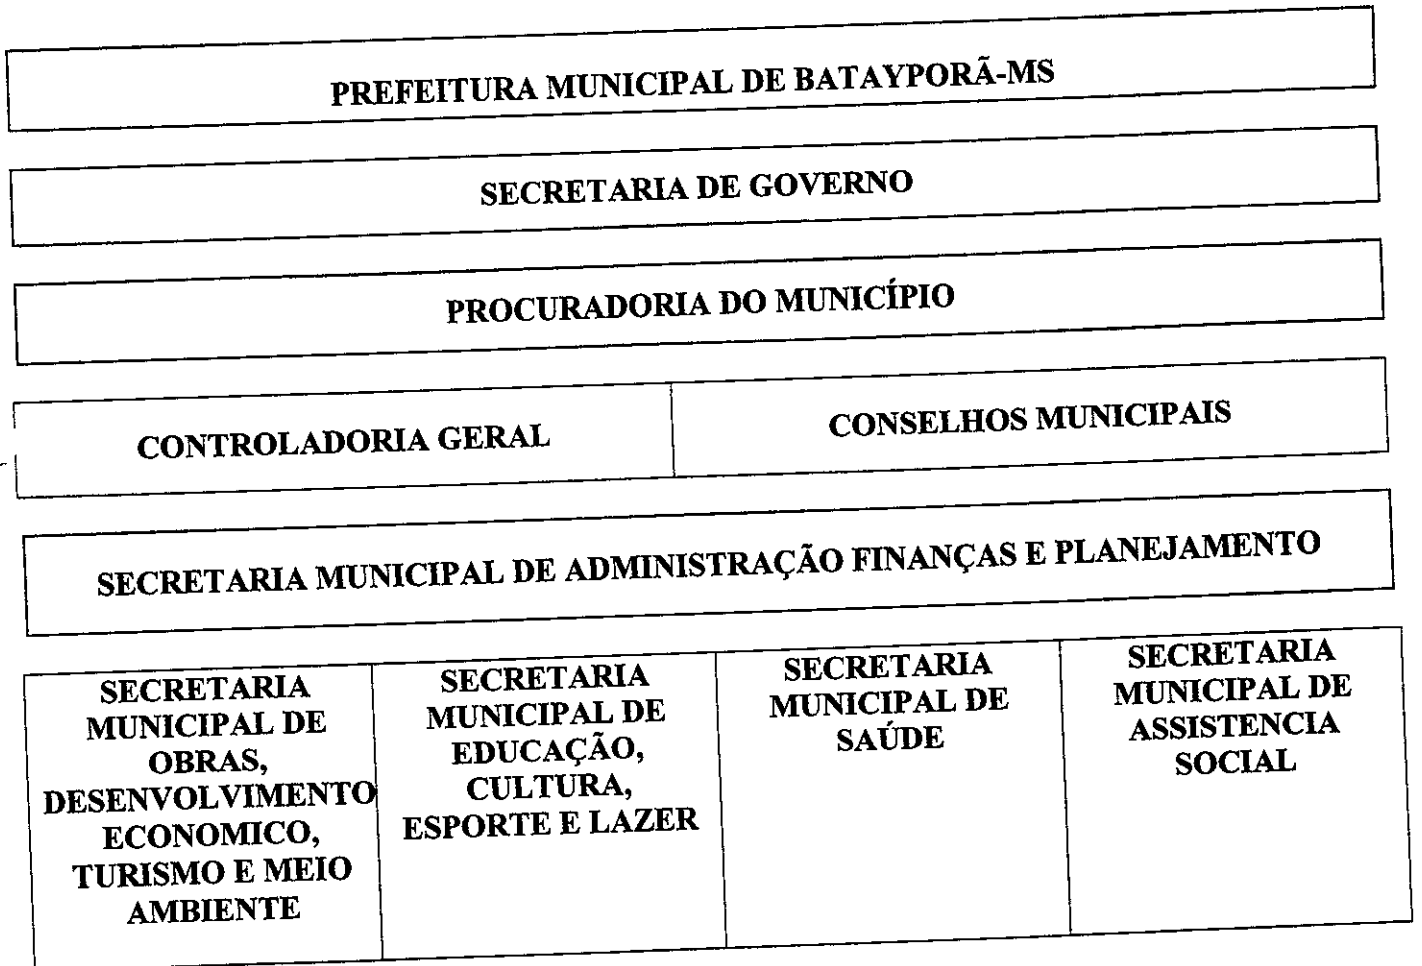 PREFEITURA MUNICIPAL DE BATAYPORÃ-MS
SECRETARIA DE GOVERNO
PROCURADORIA DO MUNICÍPIO
CONTROLADORIA GERAL
CONSELHOS MUNICIPAIS
SECRETARIA MUNICIPAL DE ADMINISTRAÇÃO FINANÇAS E PLANEJAMENTO
SECRETARIA
MUNICIPAL DE
OBRAS,
DESENVOLVIMENTO
ECONOMICO,
TURISMO E MEIO
AMBIENTE
SECRETARIA
MUNICIPAL DE
EDUCAÇÃO,
CULTURA,
ESPORTE E LAZER
SECRETARIA
MUNICIPAL DE
SAÚDE
SECRETARIA
MUNICIPAL DE
ASSISTENCIA
SOCIAL